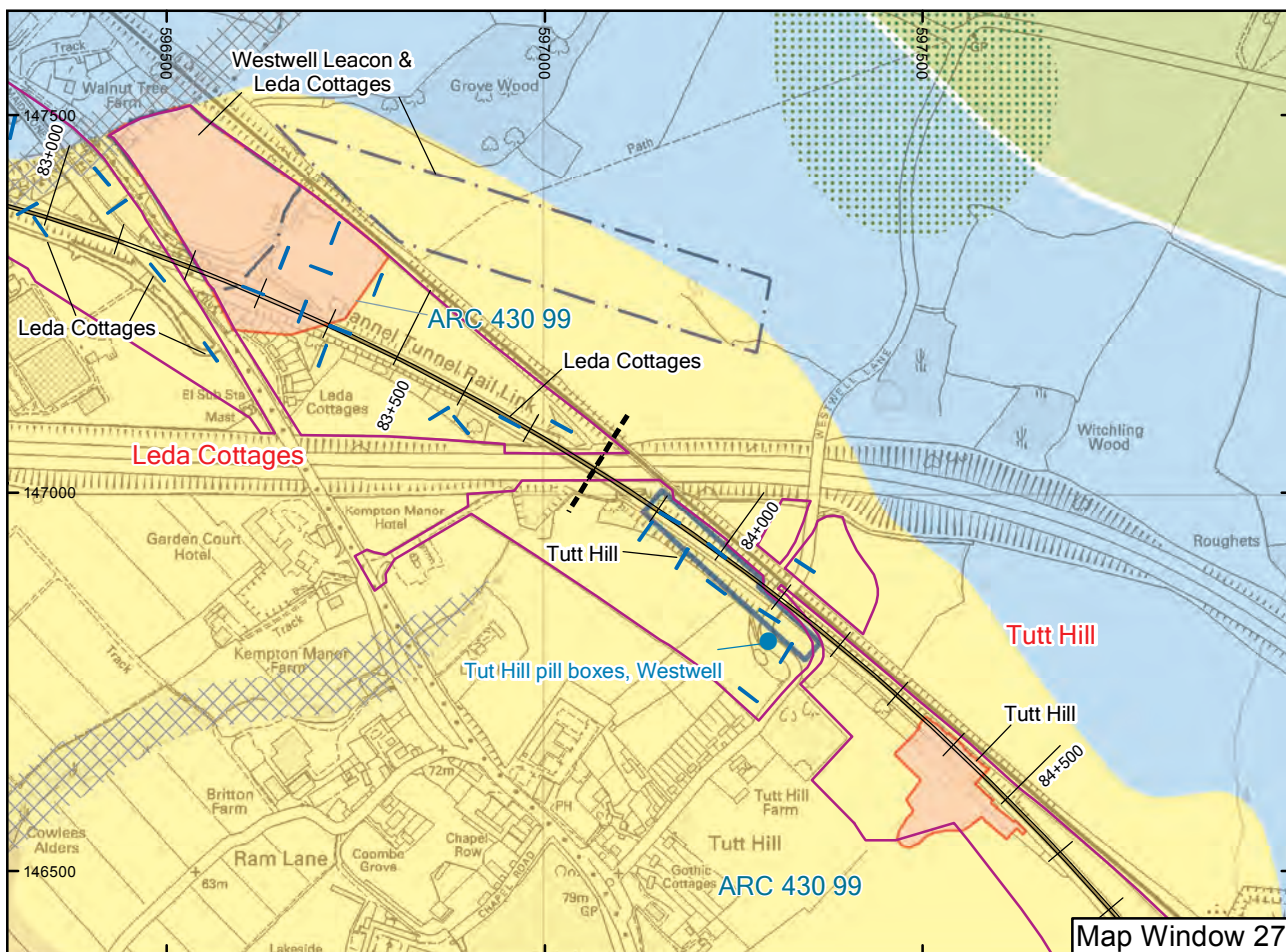 596500
597000
597500
147500
147000
146500
Track
Walnut Tree
Farm
Westwell Leacon &
Leda Cottages
Grove Wood
GP
Path
83+000
Leda Cottages
ARC 430 99
Channel Tunnel Rail Link
Leda Cottages
El Sub Sta
Mast
Leda
Cottages
83+500
WESTWELL LANE
Witchling
Wood
Leda Cottages
Kempton Manor
Hotel
Garden Court
Hotel
84+000
Roughets
Tutt Hill
Track
Track
Kempton Manor
Farm
Tut Hill pill boxes, Westwell
Tutt Hill
Tutt Hill
84+500
72m
Britton
Farm
PH
Tutt Hill
Farm
Cowlees
Alders
Ram Lane
Coombe
Grove
Chapel
Row
Tutt Hill
63m
CHAPEL ROAD
Gothic
Cottages
ARC 430 99
79m
GP
Lakeside
Map Window 27